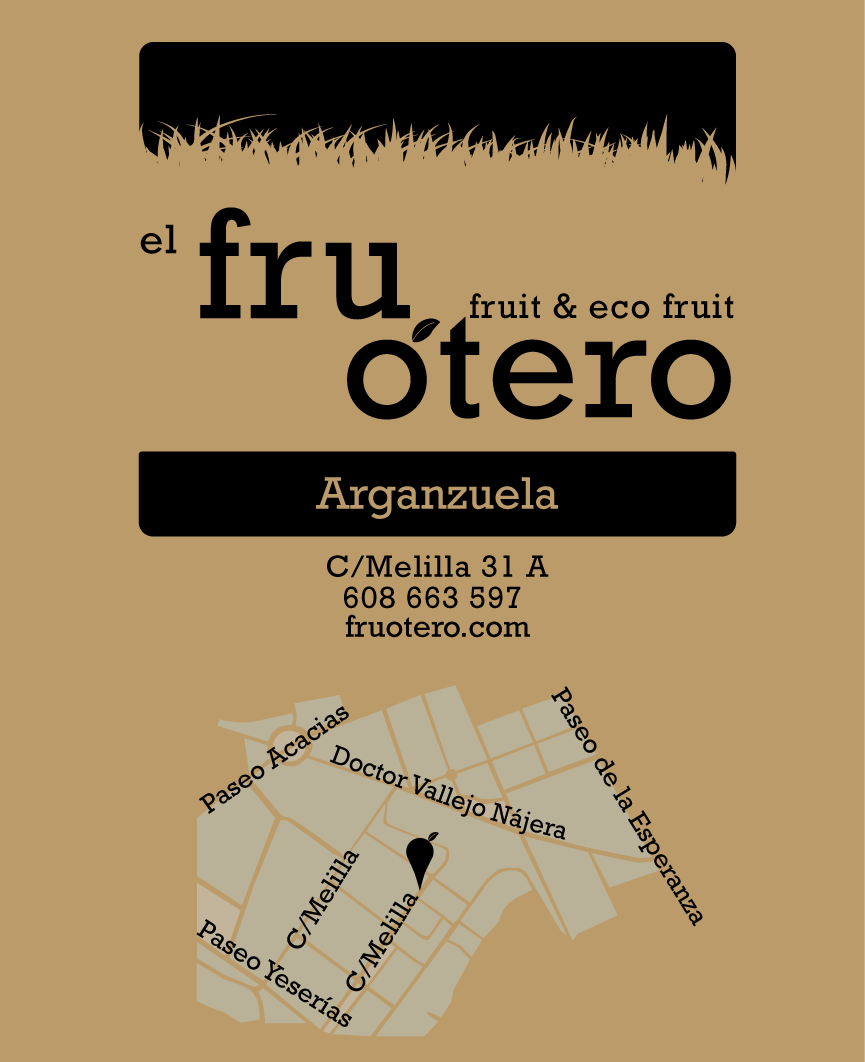 el fru
fruit & eco fruit
ótero
Arganzuela
C/Melilla 31 A
608 663 597
fruotero.com
Paseo Acacias
Doctor Vallejo Nájera
Paseo de la Esperanza
C/Melilla
C/Melilla
Paseo Yeserías